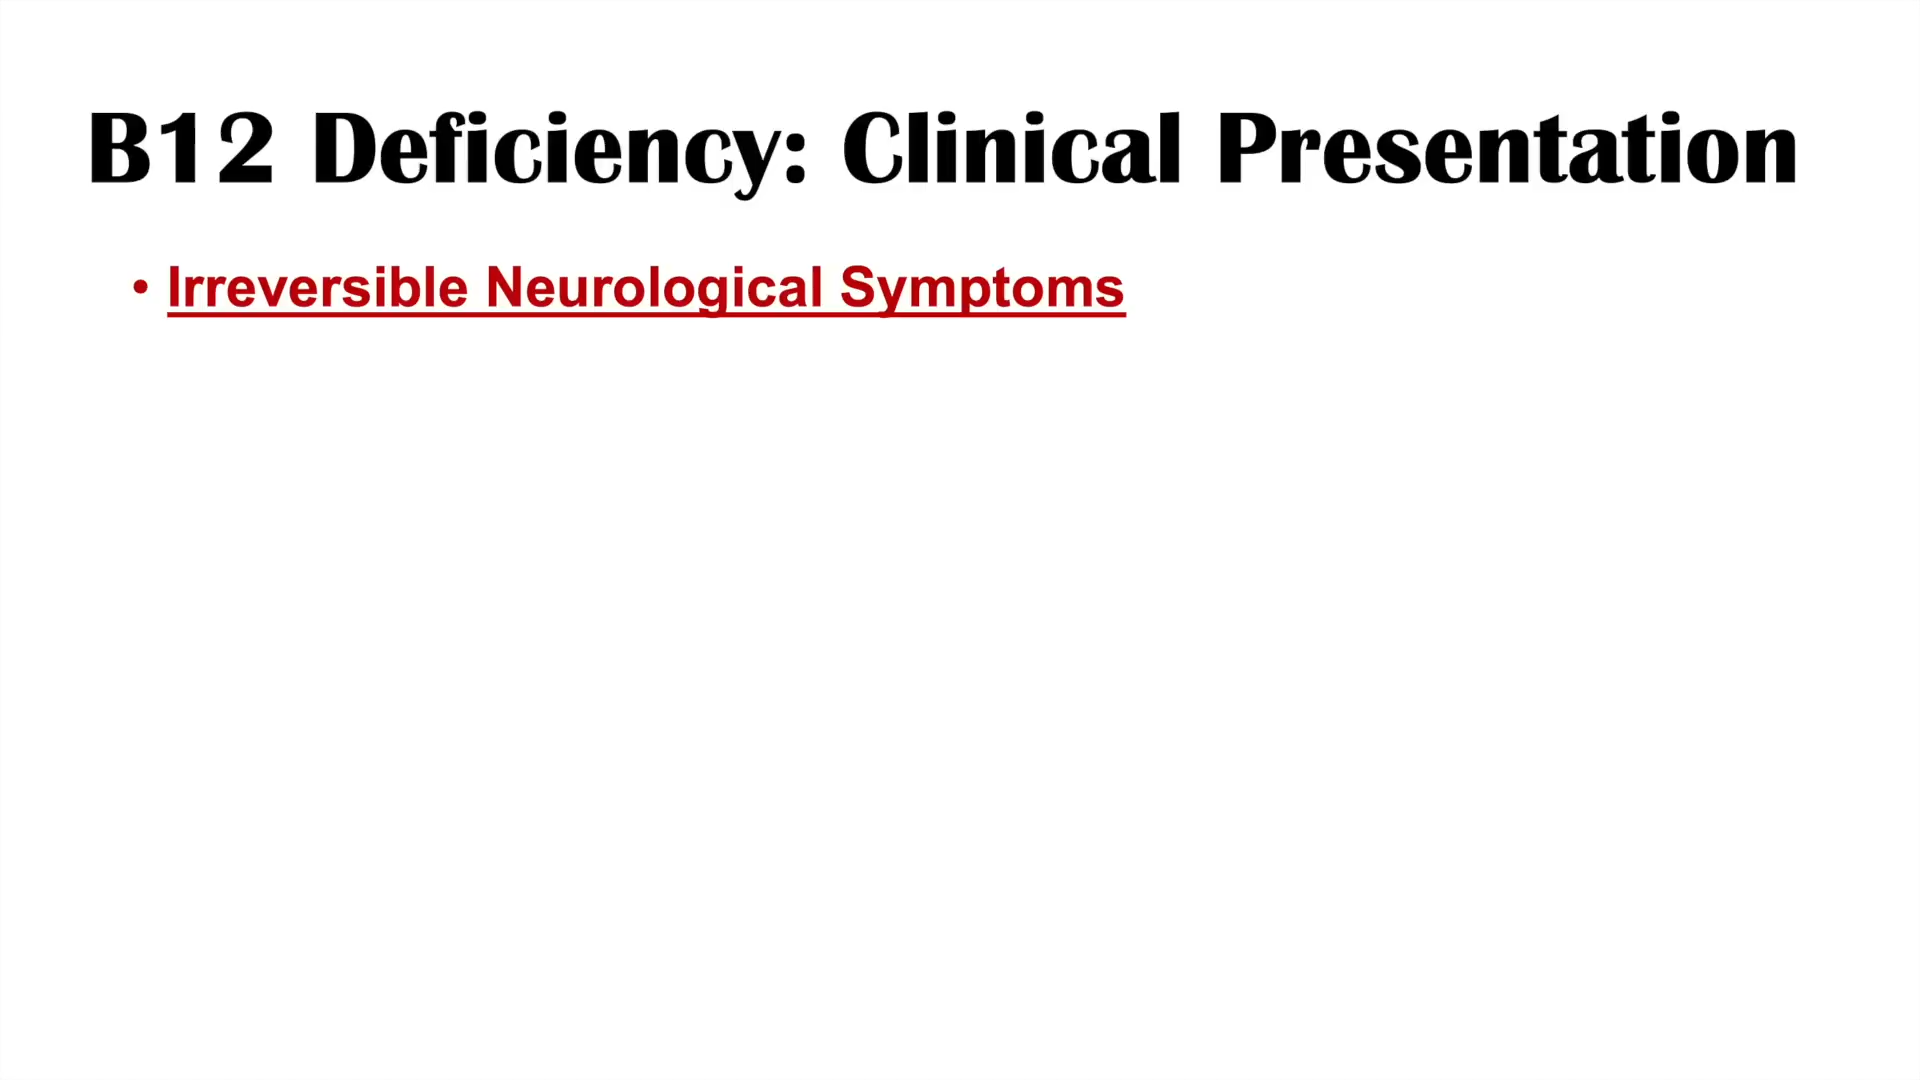 B12 Deficiency: Clinical Presentation
• Irreversible Neurological Symptoms